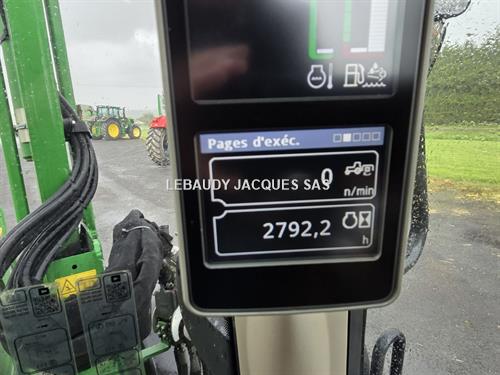 Pages d'exéc.
LEBAUDY JACQUES SAS
0
n/min
2792,2
h